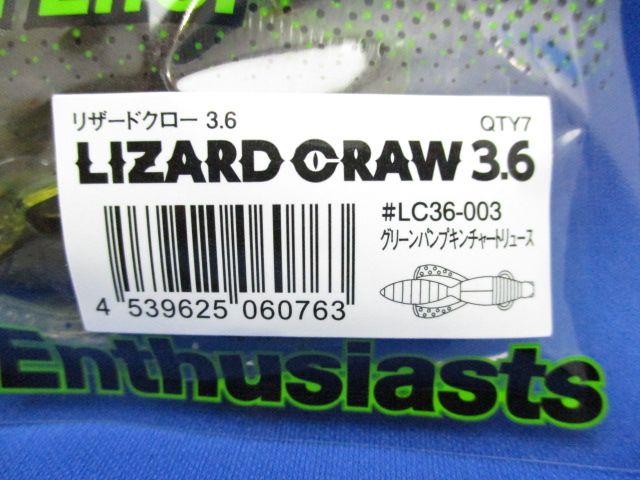 リザードクロー 3.6
QTY7
LIZARD CRAW 3.6
#LC36-003
グリーンパンプキンチャートリュース
4 539625 060763
Enthusiasts